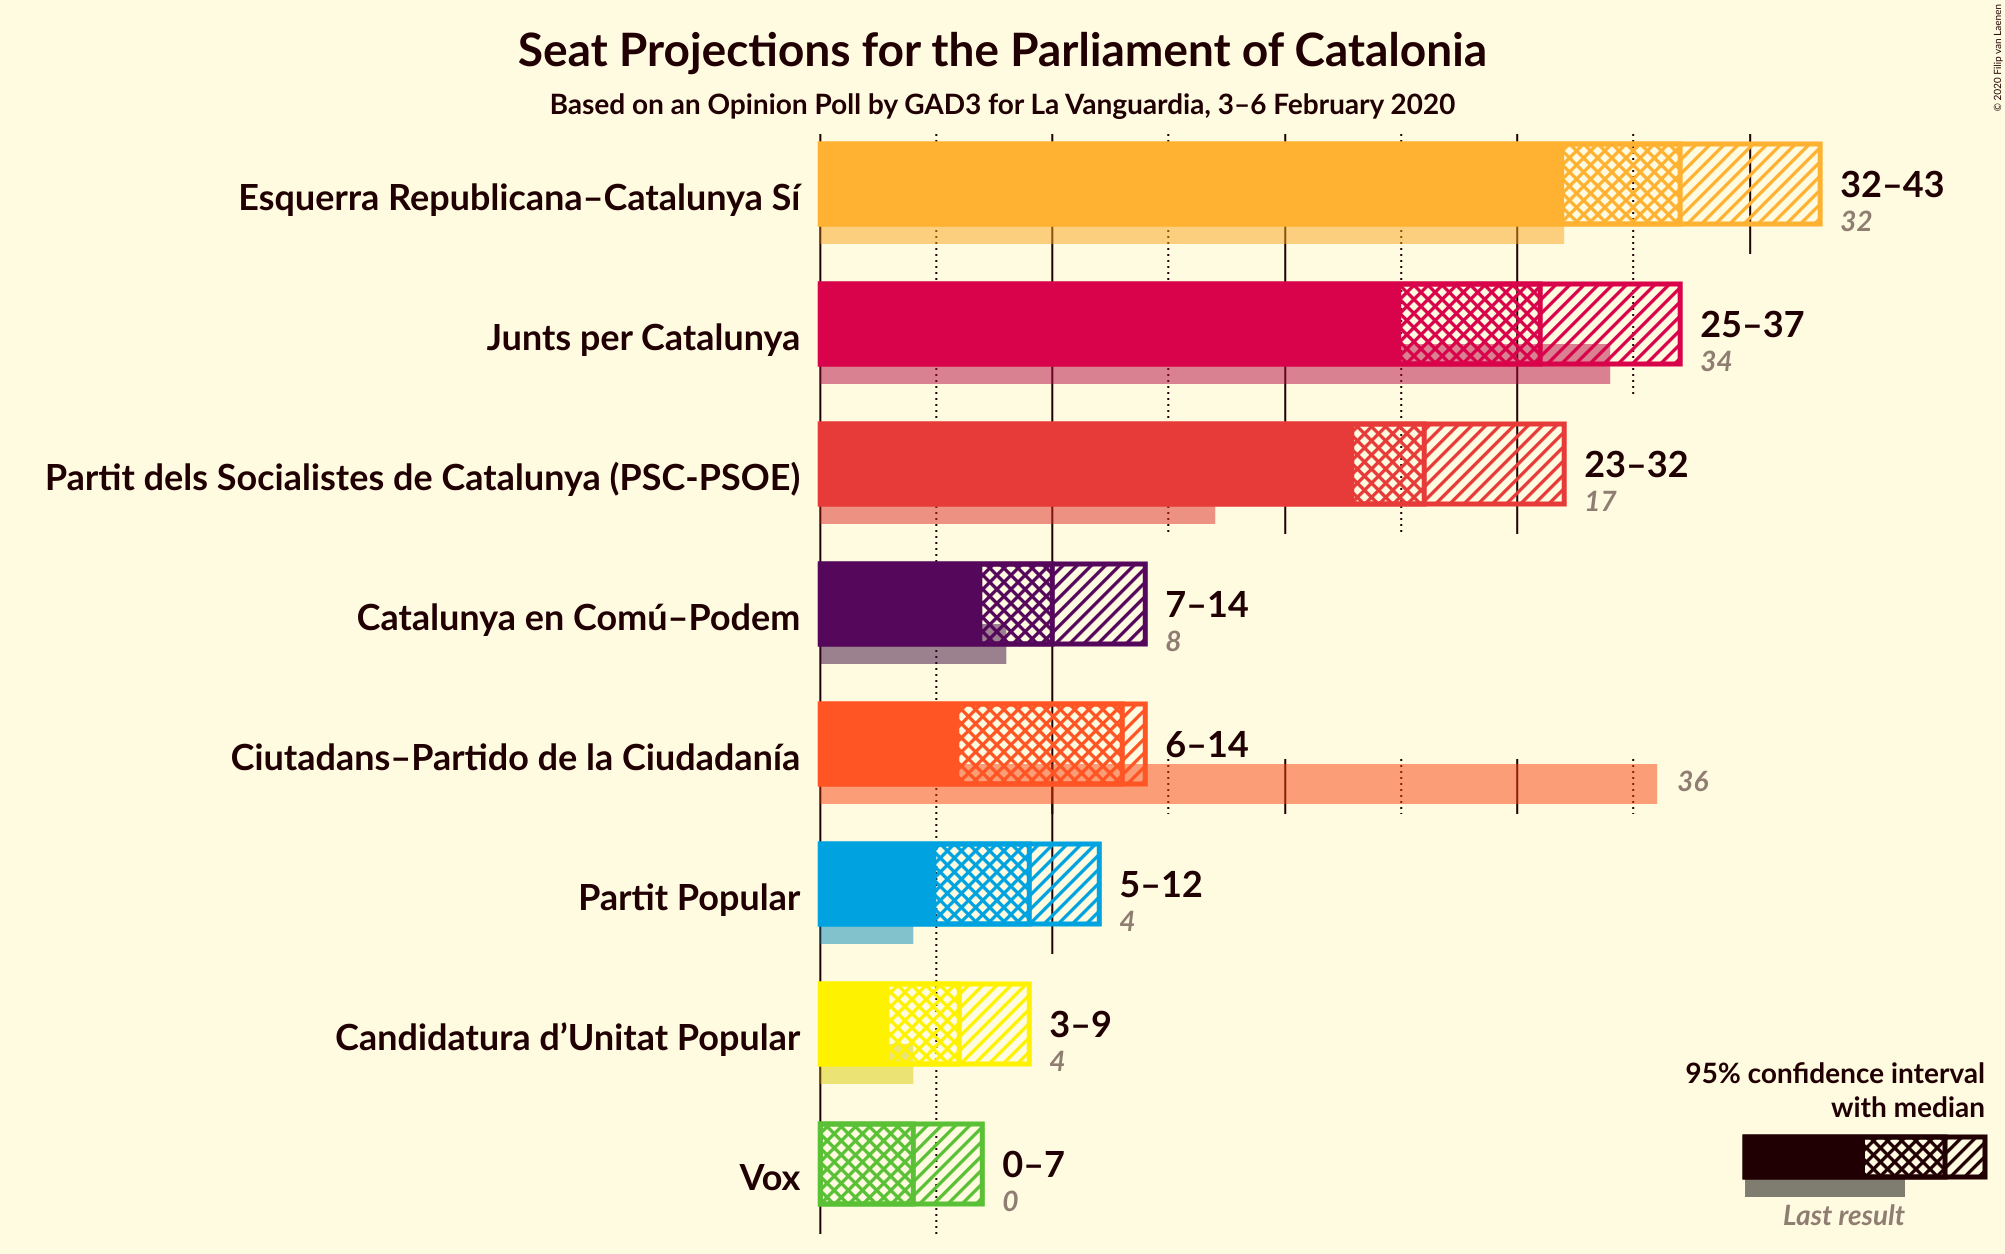 Seat Projections for the Parliament of Catalonia
Based on an Opinion Poll by GAD3 for La Vanguardia, 3–6 February 2020
© 2020 Filip van Laenen
Esquerra Republicana–Catalunya Sí
32–43
32
Junts per Catalunya
25–37
34
Partit dels Socialistes de Catalunya (PSC-PSOE)
23–32
17
Catalunya en Comú–Podem
7–14
8
Ciutadans–Partido de la Ciudadanía
6–14
36
Partit Popular
5–12
4
Candidatura d’Unitat Popular
3–9
4
Vox
0–7
0
95% confidence interval
with median
Last result